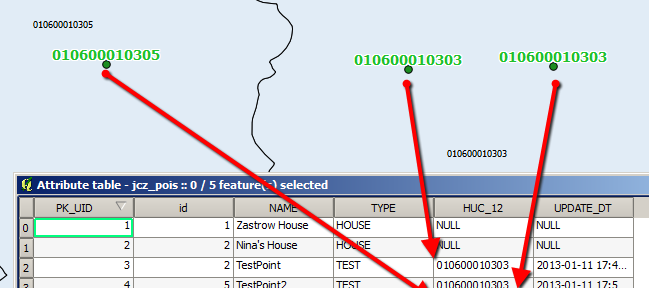 010600010305
010600010305
010600010303
010600010303
010600010303
Attribute table - jcz_pois :: 0 / 5 feature(s) selected
PK_UID id NAME TYPE HUC_12 UPDATE_DT
0 1 1 Zastrow House HOUSE NULL NULL
1 2 2 Nina's House HOUSE NULL NULL
2 3 2 TestPoint TEST 010600010303 2013-01-11 17:4...
3 4 5 TestPoint2 TEST 010600010303 2013-01-11 17:5